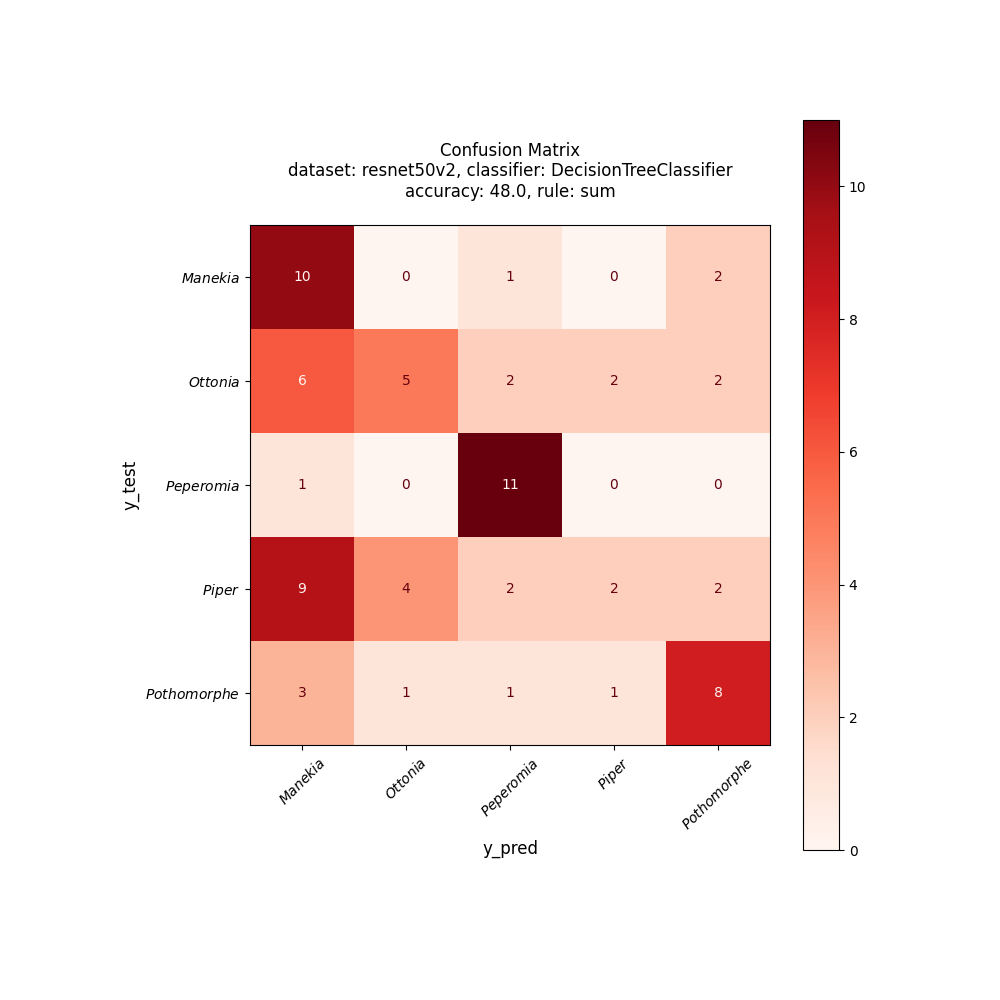 Confusion Matrix
dataset: resnet50v2, classifier: DecisionTreeClassifier
accuracy: 48.0, rule: sum
y_test
Manekia 10 0 1 0 2
Ottonia 6 5 2 2 2
Peperomia 1 0 11 0 0
Piper 9 4 2 2 2
Pothomorphe 3 1 1 1 8
Manekia Ottonia Peperomia Piper Pothomorphe
y_pred
10
8
6
4
2
0